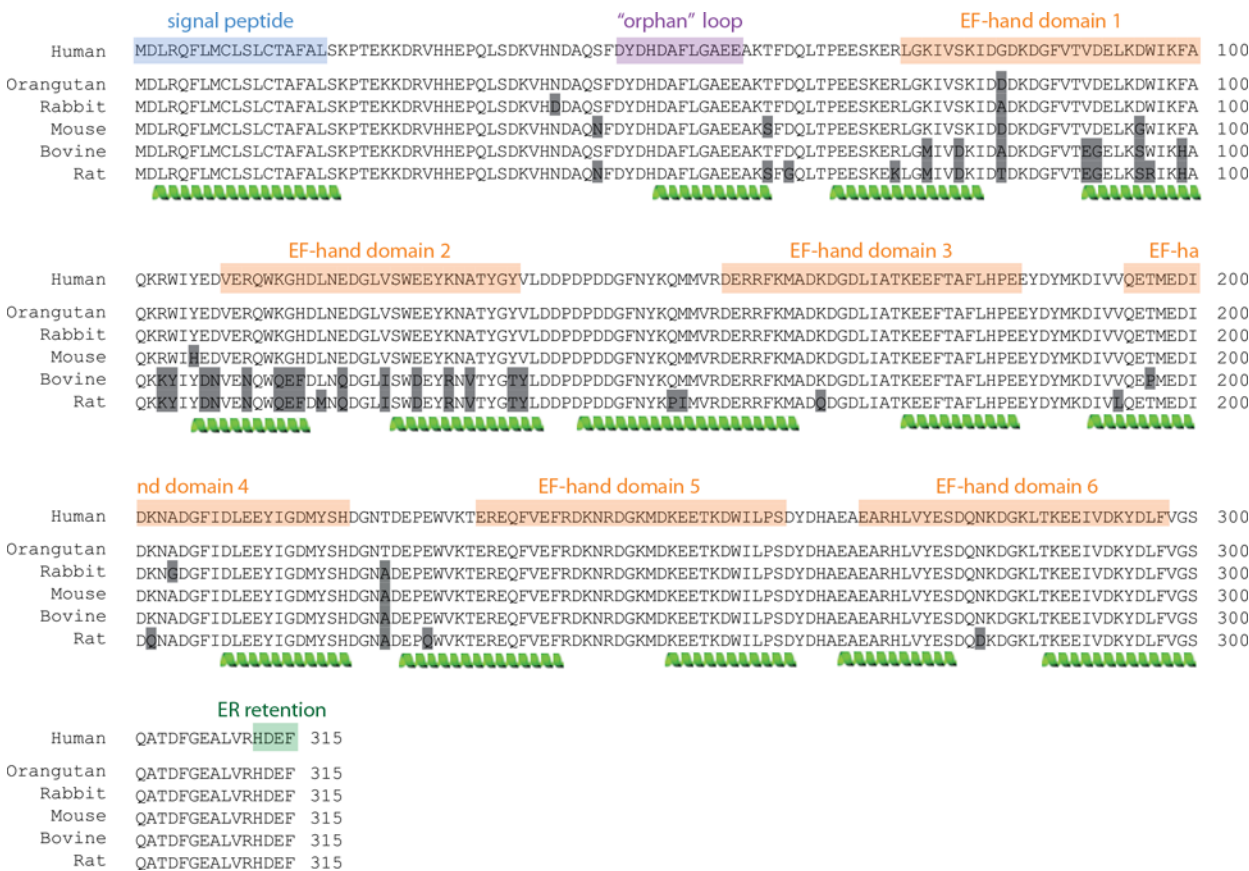 signal peptide “orphan” loop EF-hand domain 1
Human MDLRQFLMCLSLCTAFALSKPTEKKDRVHHEPQLSDKVHNDAQSFDYDHDAFLGAEEAKTFDQLTPEESKERLGKIVSKIDGDKDGFVTVDELKDWIKFA 100
Orangutan MDLRQFLMCLSLCTAFALSKPTEKKDRVHHEPQLSDKVHNDAQSFDYDHDAFLGAEEAKTFDQLTPEESKERLGKIVSKIDDDKDGFVTVDELKDWIKFA 100
Rabbit MDLRQFLMCLSLCTAFALSKPTEKKDRVHHEPQLSDKVHDDAQSFDYDHDAFLGAEEAKTFDQLTPEESKERLGKIVSKIDADKDGFVTVDELKDWIKFA 100
Mouse MDLRQFLMCLSLCTAFALSKPTEKKDRVHHEPQLSDKVHNDAQNFDYDHDAFLGAEEAKSFDQLTPEESKERLGKIVSKIDDDKDGFVTVDELKGWIKFA 100
Bovine MDLRQFLMCLSLCTAFALSKPTEKKDRVHHEPQLSDKVHNDAQSFDYDHDAFLGAEEAKTFDQLTPEESKERLGMIVDKIDADKDGFVTEGELKSWIKHA 100
Rat MDLRQFLMCLSLCTAFALSKPTEKKDRVHHEPQLSDKVHNDAQNFDYDHDAFLGAEEAKSFGQLTPEESKEKLGMIVDKIDTDKDGFVTEGELKSRIKHA 100
EF-hand domain 2 EF-hand domain 3 EF-ha
Human QKRWIYEDVERQWKGHDLNEDGLVSWEEYKNATYGYVLDDPDPDDGFNYKQMMVRDERRFKMADKDGDLIATKEEFTAFLHPEEYDYMKDIVVQETMEDI 200
Orangutan QKRWIYEDVERQWKGHDLNEDGLVSWEEYKNATYGYVLDDPDPDDGFNYKQMMVRDERRFKMADKDGDLIATKEEFTAFLHPEEYDYMKDIVVQETMEDI 200
Rabbit QKRWIYEDVERQWKGHDLNEDGLVSWEEYKNATYGYVLDDPDPDDGFNYKQMMVRDERRFKMADKDGDLIATKEEFTAFLHPEEYDYMKDIVVQETMEDI 200
Mouse QKRWIHEDVERQWKGHDLNEDGLVSWEEYKNATYGYVLDDPDPDDGFNYKQMMVRDERRFKMADKDGDLIATKEEFTAFLHPEEYDYMKDIVVQETMEDI 200
Bovine QKKYIYDNVENQWQEFDLNQDGLISWDEYRNVTYGTYLDDPDPDDGFNYKQMMVRDERRFKMADKDGDLIATKEEFTAFLHPEEYDYMKDIVVQEPMEDI 200
Rat QKKYIYDNVENQWQEFDMNQDGLISWDEYRNVTYGTYLDDPDPDDGFNYKPIMVRDERRFKMADQDGDLIATKEEFTAFLHPEEYDYMKDIVLQETMEDI 200
nd domain 4 EF-hand domain 5 EF-hand domain 6
Human DKNADGFIDLEEYIGDMYSHDGNTDEPEWVKTEREQFVEFRDKNRDGKMDKEETKDWILPSDYDHAEAEARHLVYESDQNKDGKLTKEEIVDKYDLFVGS 300
Orangutan DKNADGFIDLEEYIGDMYSHDGNTDEPEWVKTEREQFVEFRDKNRDGKMDKEETKDWILPSDYDHAEAEARHLVYESDQNKDGKLTKEEIVDKYDLFVGS 300
Rabbit DKNGDGFIDLEEYIGDMYSHDGNADEPEWVKTEREQFVEFRDKNRDGKMDKEETKDWILPSDYDHAEAEARHLVYESDQNKDGKLTKEEIVDKYDLFVGS 300
Mouse DKNADGFIDLEEYIGDMYSHDGNADEPEWVKTEREQFVEFRDKNRDGKMDKEETKDWILPSDYDHAEAEARHLVYESDQNKDGKLTKEEIVDKYDLFVGS 300
Bovine DKNADGFIDLEEYIGDMYSHDGNADEPEWVKTEREQFVEFRDKNRDGKMDKEETKDWILPSDYDHAEAEARHLVYESDQNKDGKLTKEEIVDKYDLFVGS 300
Rat DQNADGFIDLEEYIGDMYSHDGNADEPQWVKTEREQFVEFRDKNRDGKMDKEETKDWILPSDYDHAEAEARHLVYESDQDKDGKLTKEEIVDKYDLFVGS 300
ER retention
Human QATDFGEALVRHDEF 315
Orangutan QATDFGEALVRHDEF 315
Rabbit QATDFGEALVRHDEF 315
Mouse QATDFGEALVRHDEF 315
Bovine QATDFGEALVRHDEF 315
Rat QATDFGEALVRHDEF 315